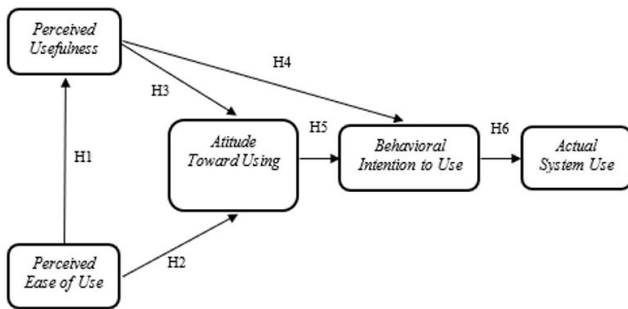 Perceived
Usefulness
H4
H3
Atitude
Toward Using
H5
Behavioral
Intention to Use
H6
Actual
System Use
H1
H2
Perceived
Ease of Use